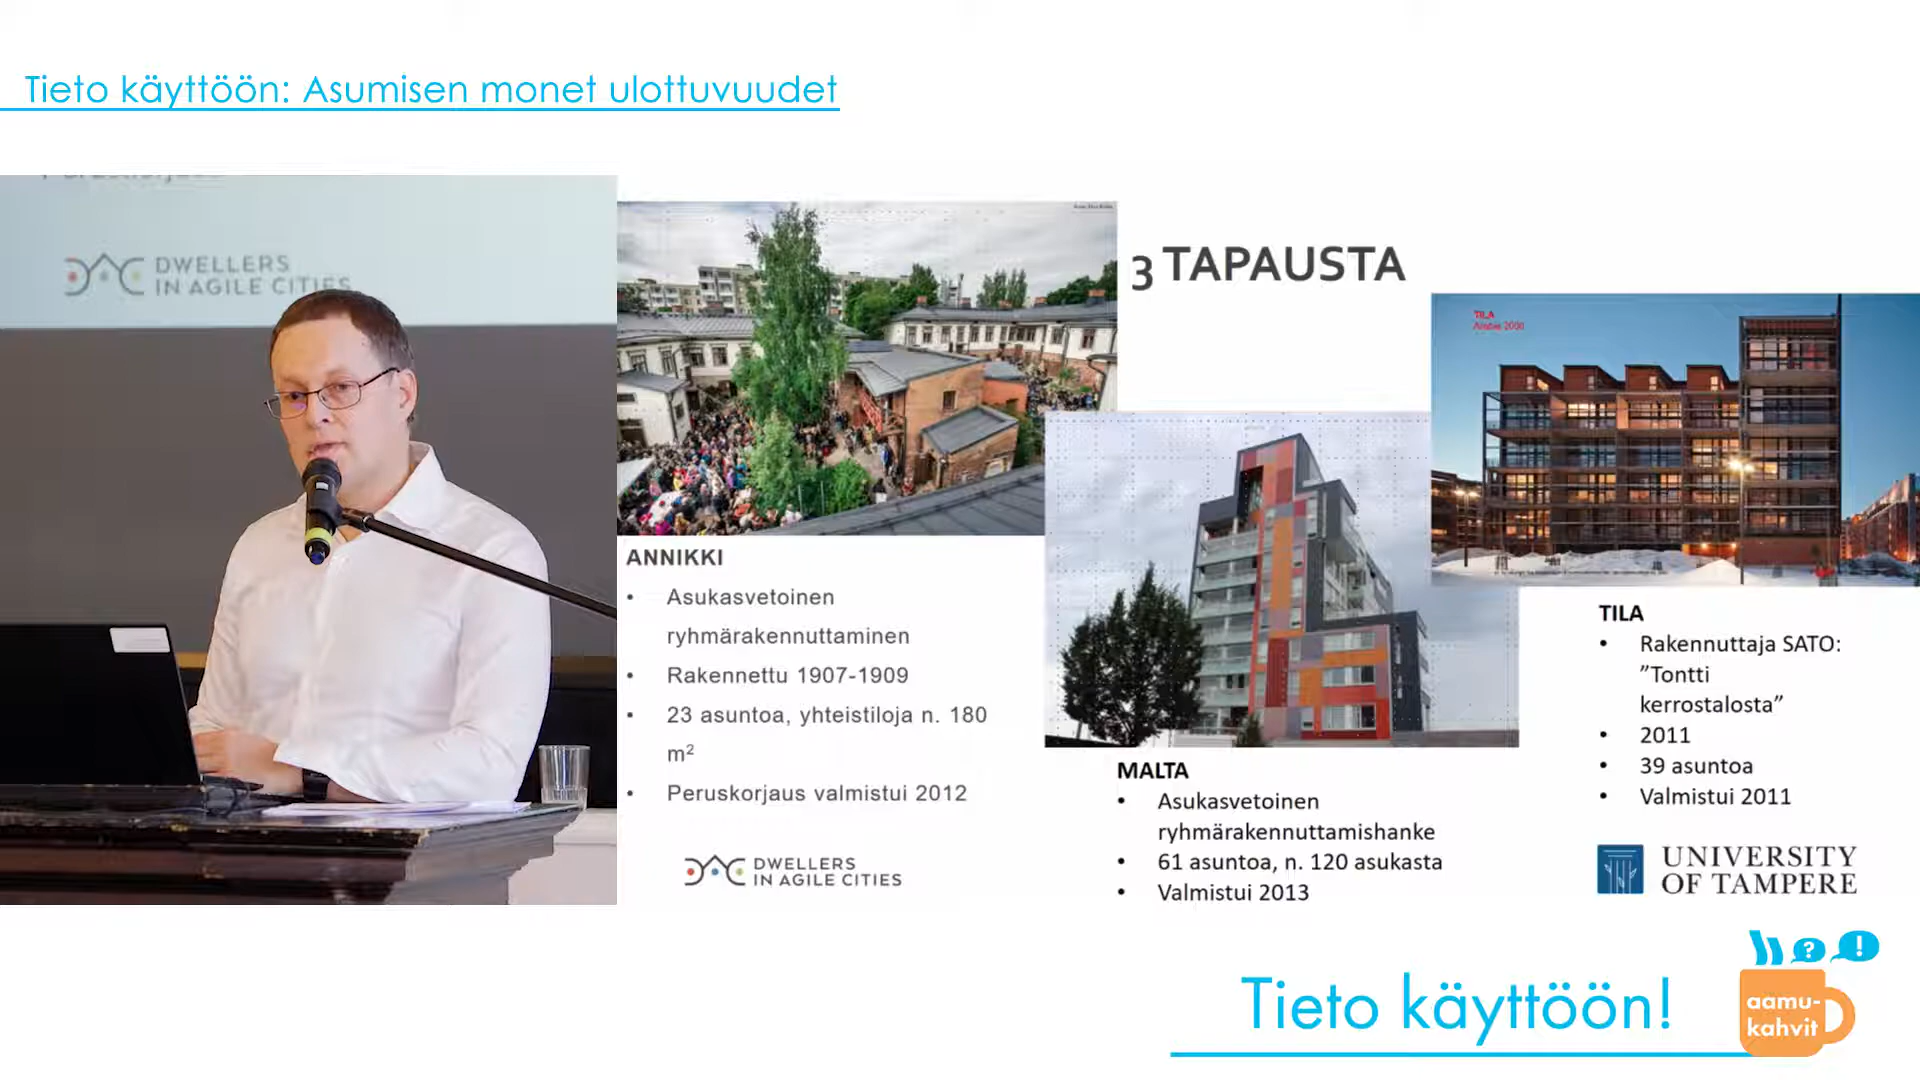 Tieto käyttöön: Asumisen monet ulottuvuudet
DWELLERS
IN AGILE CITIES
3 TAPAUSTA
TILA
ANNIKKI
• Asukasvetoinen
ryhmärakennuttaminen
• Rakennettu 1907-1909
• 23 asuntoa, yhteistiloja n. 180
m²
• Peruskorjaus valmistui 2012
DWELLERS
IN AGILE CITIES
MALTA
• Asukasvetoinen
ryhmärakennuttamishanke
• 61 asuntoa, n. 120 asukasta
• Valmistui 2013
TILA
• Rakennuttaja SATO:
”Tontti
kerrostalosta”
• 2011
• 39 asuntoa
• Valmistui 2011
UNIVERSITY
OF TAMPERE
Tieto käyttöön!
? !
aamu-
kahvit